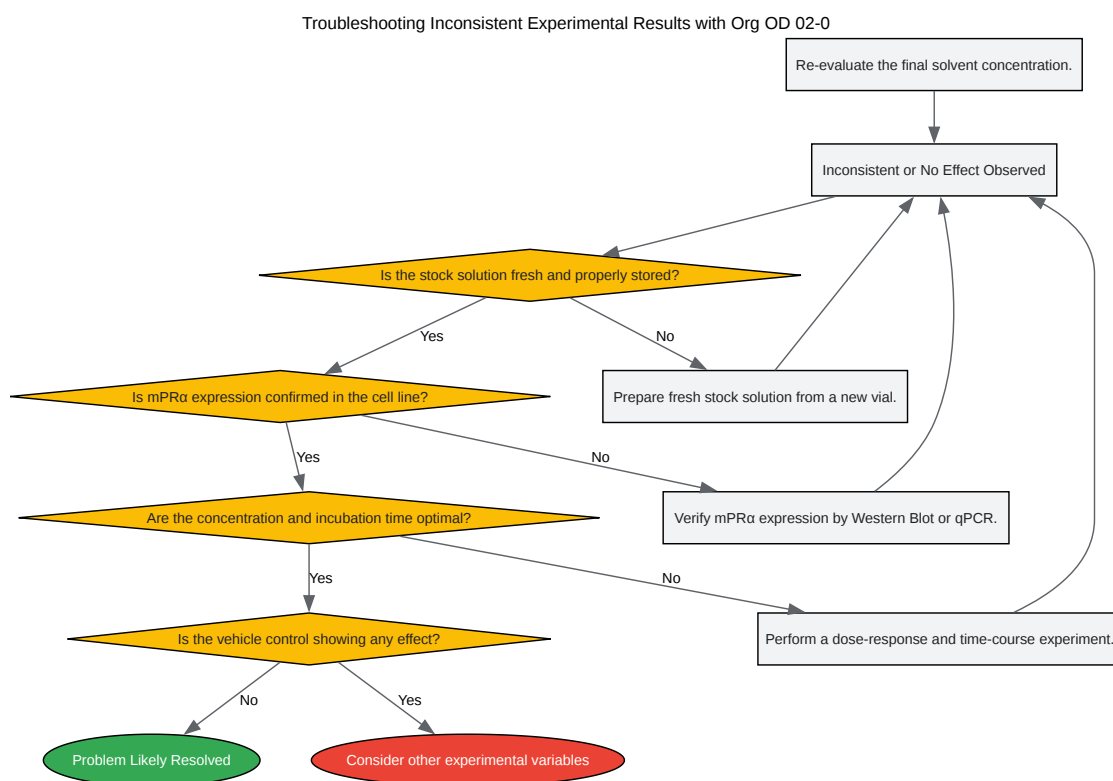 Troubleshooting Inconsistent Experimental Results with Org OD 02-0
Re-evaluate the final solvent concentration.
Inconsistent or No Effect Observed
Is the stock solution fresh and properly stored?
Yes
No
Is mPRα expression confirmed in the cell line?
Prepare fresh stock solution from a new vial.
Yes
No
Are the concentration and incubation time optimal?
Verify mPRα expression by Western Blot or qPCR.
Yes
No
Is the vehicle control showing any effect?
Perform a dose-response and time-course experiment.
No
Yes
Problem Likely Resolved
Consider other experimental variables